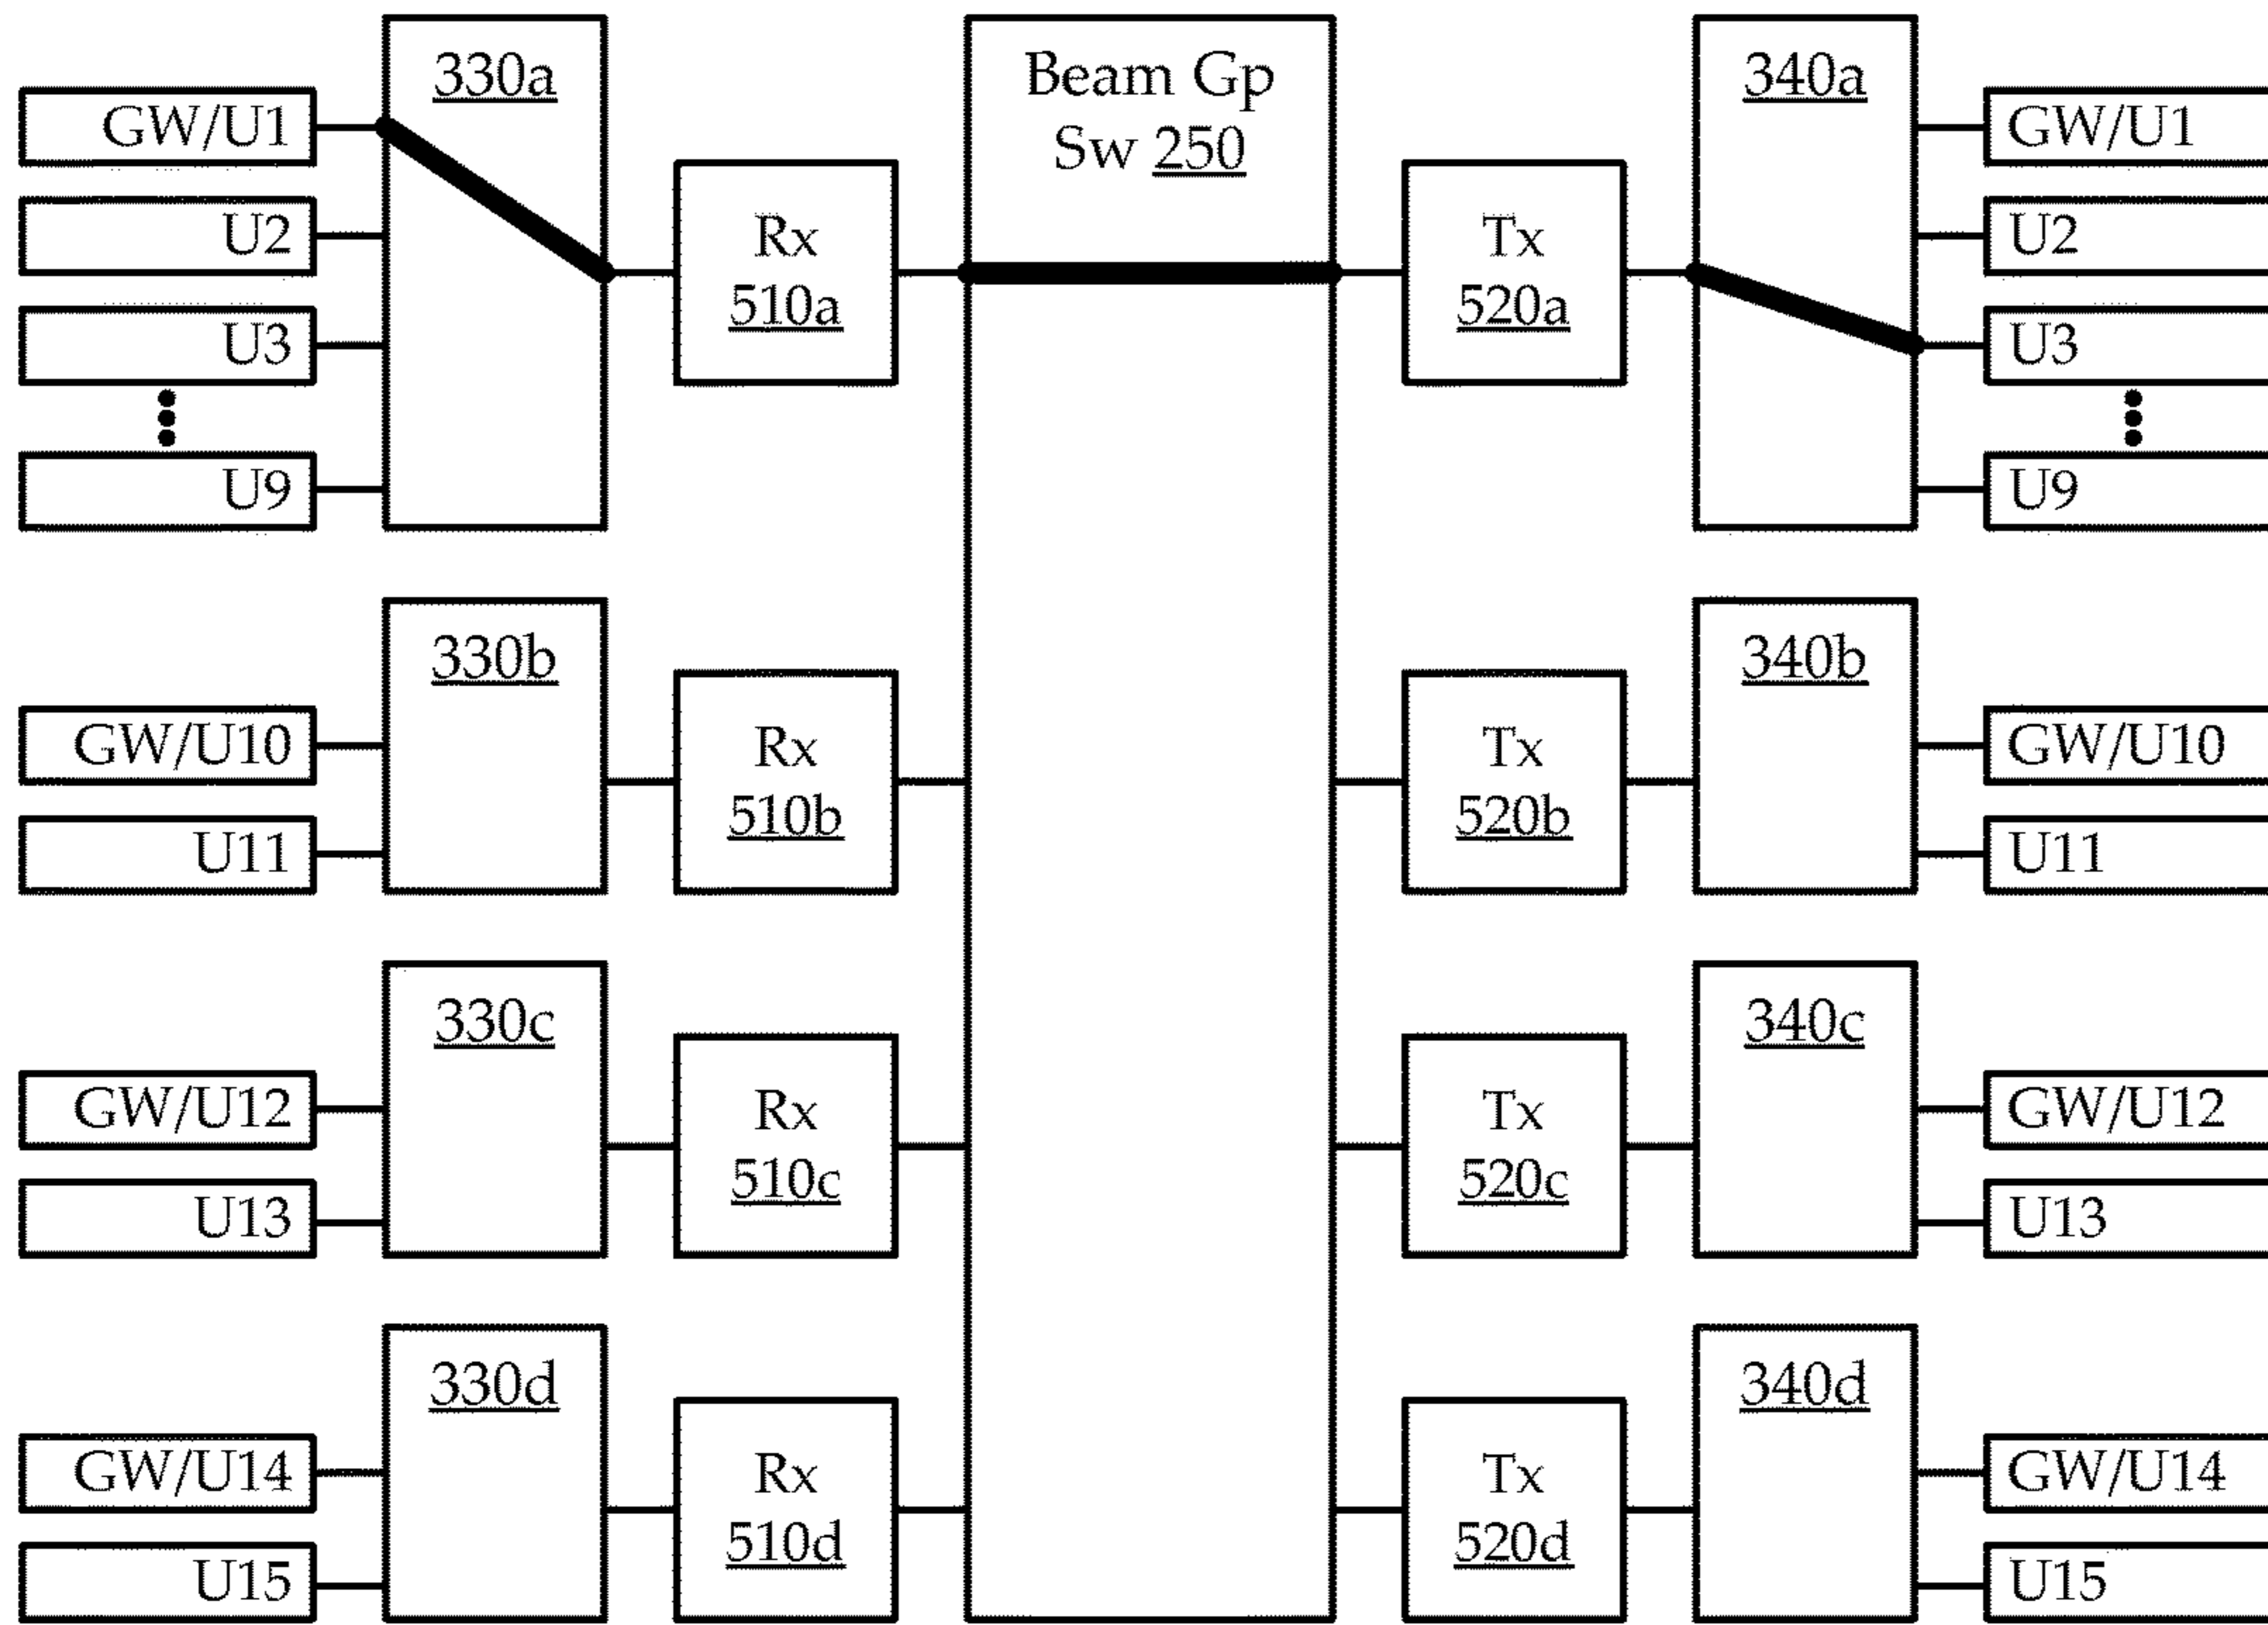 330a
Beam Gp
Sw 250
340a
GW/U1
GW/U1
U2
Rx
510a
Tx
520a
U2
U3
U3
U9
U9
330b
340b
GW/U10
Rx
510b
Tx
520b
GW/U10
U11
U11
330c
340c
GW/U12
Rx
510c
Tx
520c
GW/U12
U13
U13
330d
340d
GW/U14
Rx
510d
Tx
520d
GW/U14
U15
U15